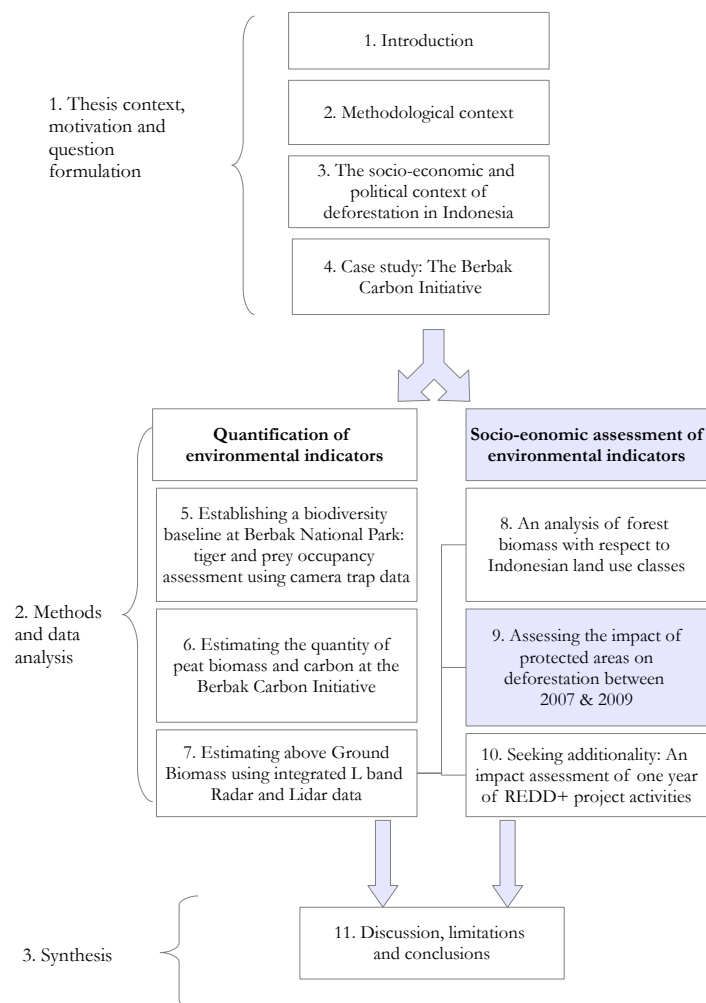 1. Introduction
1. Thesis context,
motivation and
question
formulation
2. Methodological context
3. The socio-economic and
political context of
deforestation in Indonesia
4. Case study: The Berbak
Carbon Initiative
Quantification of
environmental indicators
Socio-eonomic assessment of
environmental indicators
2. Methods
and data
analysis
5. Establishing a biodiversity
baseline at Berbak National Park:
tiger and prey occupancy
assessment using camera trap data
6. Estimating the quantity of
peat biomass and carbon at the
Berbak Carbon Initiative
7. Estimating above Ground
Biomass using integrated L band
Radar and Lidar data
8. An analysis of forest
biomass with respect to
Indonesian land use classes
9. Assessing the impact of
protected areas on
deforestation between
2007 & 2009
10. Seeking additionality: An
impact assessment of one year
of REDD+ project activities
3. Synthesis
11. Discussion, limitations
and conclusions